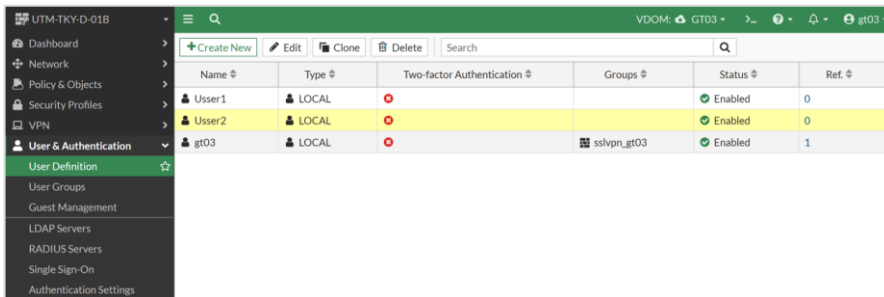 UTM-TKY-D-01B
VDOM: GT03 >_ gt03
Dashboard
Network
Policy & Objects
Security Profiles
VPN
User & Authentication
User Definition
User Groups
Guest Management
LDAP Servers
RADIUS Servers
Single Sign-On
Authentication Settings
+Create New Edit Clone Delete Search
Name Type Two-factor Authentication Groups Status Ref.
Usser1 LOCAL Enabled 0
Usser2 LOCAL Enabled 0
gt03 LOCAL sslvpn_gt03 Enabled 1